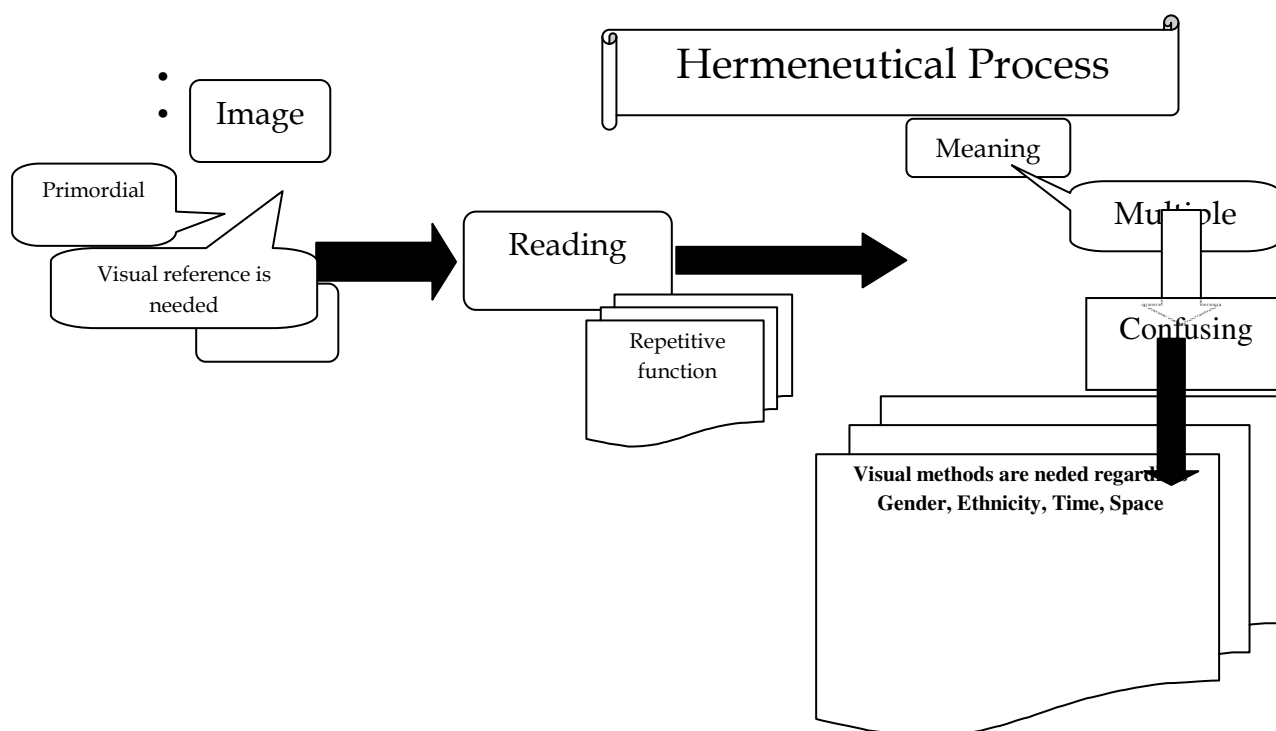 Hermeneutical Process
Image
Meaning
Primordial
Multiple
Reading
Visual reference is
needed
Confusing
Repetitive
function
Visual methods are neded
Gender, Ethnicity, Time, Space